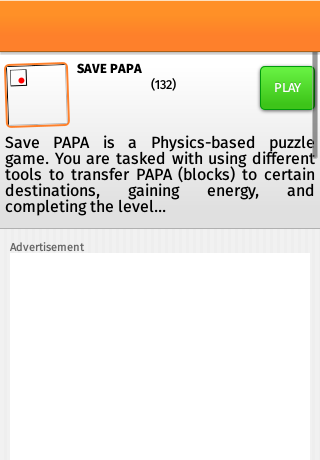 SAVE PAPA
(132)
PLAY
Save PAPA is a Physics-based puzzle
game. You are tasked with using different
tools to transfer PAPA (blocks) to certain
destinations, gaining energy, and
completing the level...
Advertisement